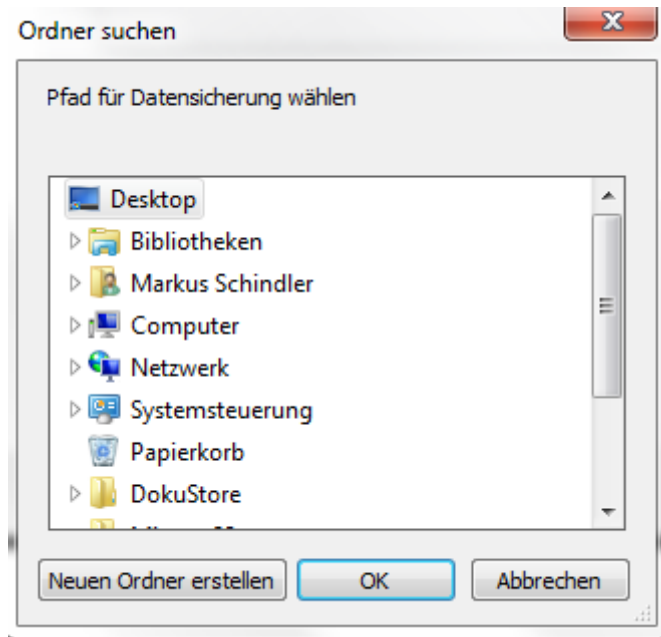 Ordner suchen
Pfad für Datensicherung wählen
Desktop
Bibliotheken
Markus Schindler
Computer
Netzwerk
Systemsteuerung
Papierkorb
DokuStore
Neuen Ordner erstellen OK Abbrechen